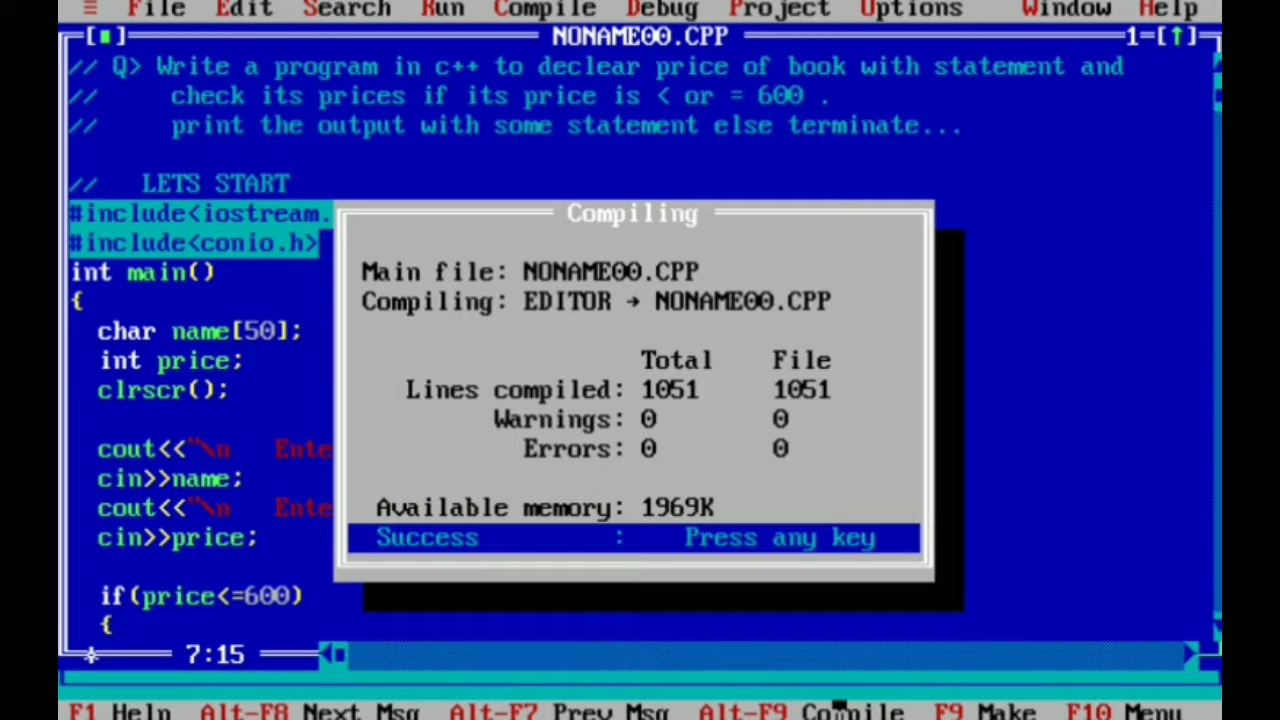 ≡ File Edit Search Run Compile Debug Project Options Window Help
[■] NONAME00.CPP 1=[↑]
// Q> Write a program in c++ to declear price of book with statement and
// check its prices if its price is < or = 600 .
// print the output with some statement else terminate...
// LETS START
#include<iostream.
#include<conio.h>
int main()
{
char name[50];
int price;
clrscr();
cout<<"\n Ente
cin>>name;
cout<<"\n Ente
cin>>price;
if(price<=600)
{
Compiling
Main file: NONAME00.CPP
Compiling: EDITOR → NONAME00.CPP
Total File
Lines compiled: 1051 1051
Warnings: 0 0
Errors: 0 0
Available memory: 1969K
Success : Press any key
7:15
F1 Help Alt-F8 Next Msg Alt-F7 Prev Msg Alt-F9 Compile F9 Make F10 Menu